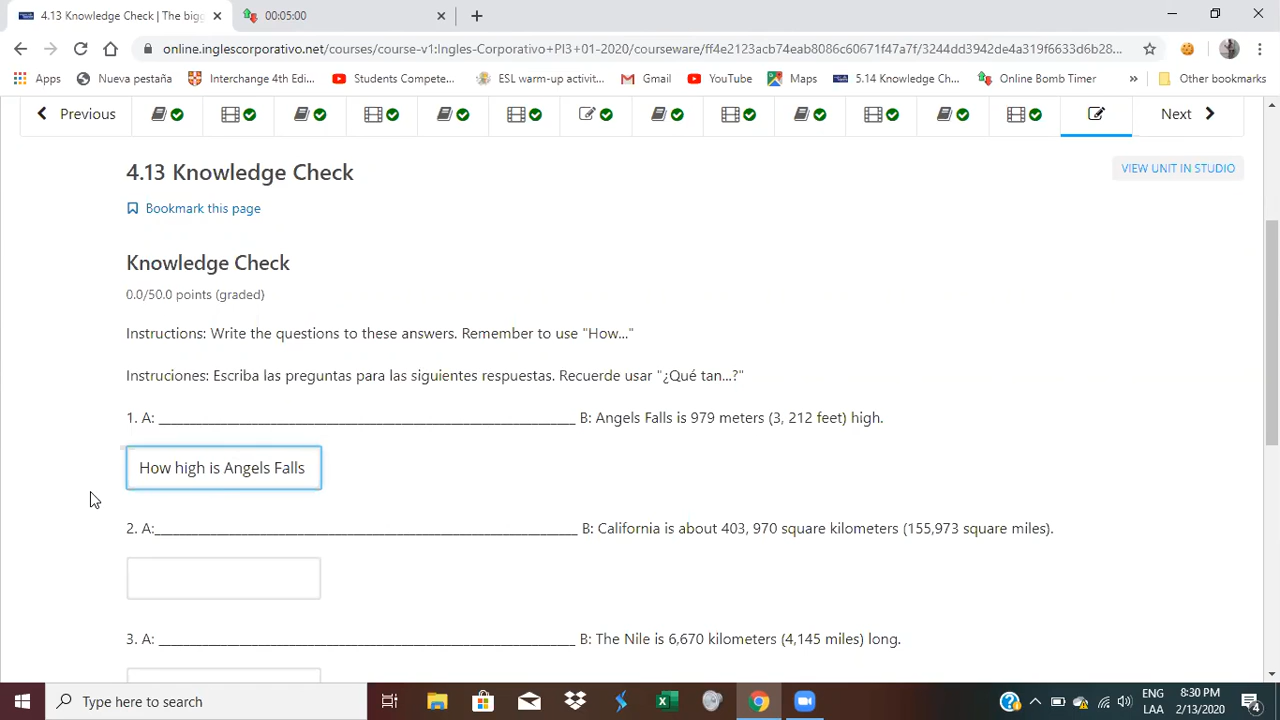 4.13 Knowledge Check | The bigg
00:05:00
online.inglescorporativo.net/courses/course-v1:Ingles-Corporativo+PI3+01-2020/courseware/ff4e2123acb74eab8086c60671f47a7f/3244dd3942de4a319f6633d6b28...
Apps Nueva pestaña Interchange 4th Edi... Students Compete... ESL warm-up activit... Gmail YouTube Maps 5.14 Knowledge Ch... Online Bomb Timer » Other bookmarks
Previous Next
4.13 Knowledge Check
VIEW UNIT IN STUDIO
Bookmark this page
Knowledge Check
0.0/50.0 points (graded)
Instructions: Write the questions to these answers. Remember to use "How..."
Instruciones: Escriba las preguntas para las siguientes respuestas. Recuerde usar "¿Qué tan...?"
1. A: ______________________________________________ B: Angels Falls is 979 meters (3, 212 feet) high.
How high is Angels Falls
2. A:______________________________________________ B: California is about 403, 970 square kilometers (155,973 square miles).
3. A: ______________________________________________ B: The Nile is 6,670 kilometers (4,145 miles) long.
Type here to search
ENG 8:30 PM
LAA 2/13/2020 4